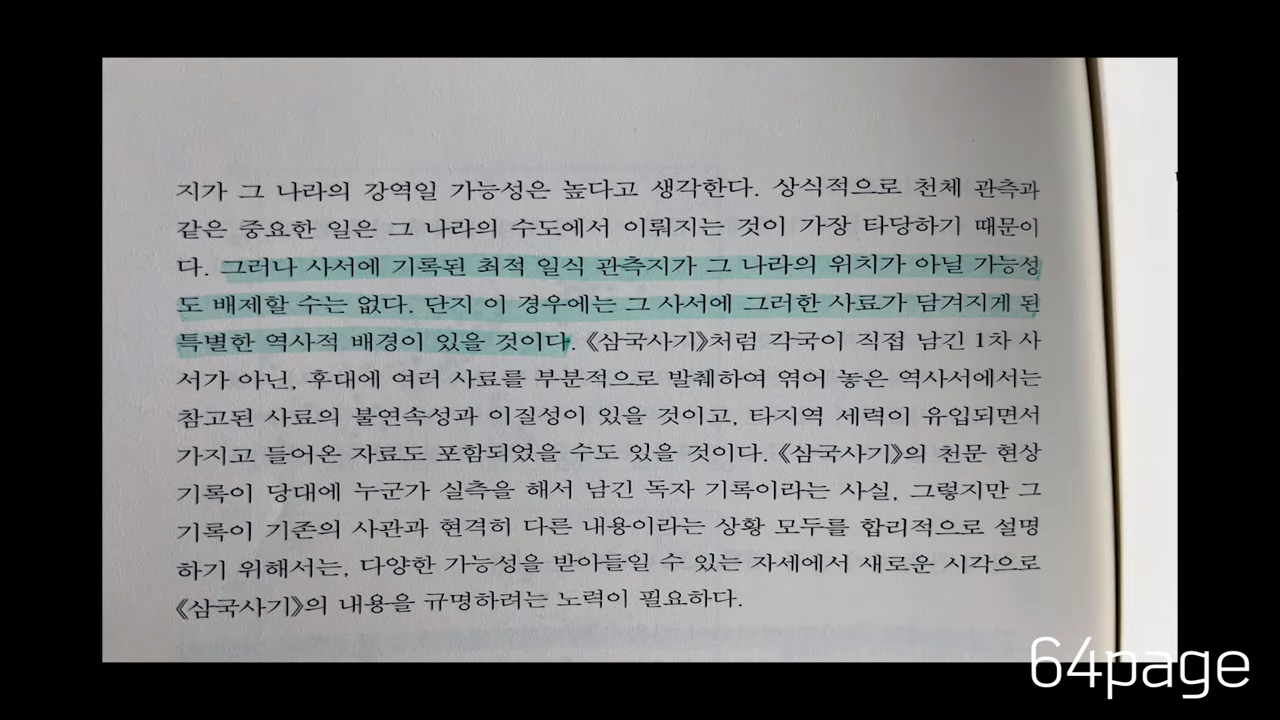 지가 그 나라의 강역일 가능성은 높다고 생각한다. 상식적으로 천체 관측과
같은 중요한 일은 그 나라의 수도에서 이뤄지는 것이 가장 타당하기 때문이
다. 그러나 사서에 기록된 최적 일식 관측지가 그 나라의 위치가 아닐 가능성
도 배제할 수는 없다. 단지 이 경우에는 그 사서에 그러한 사료가 담겨지게 된
특별한 역사적 배경이 있을 것이다. 《삼국사기》처럼 각국이 직접 남긴 1차 사
서가 아닌, 후대에 여러 사료를 부분적으로 발췌하여 엮어 놓은 역사서에서는
참고된 사료의 불연속성과 이질성이 있을 것이고, 타지역 세력이 유입되면서
가지고 들어온 자료도 포함되었을 수도 있을 것이다. 《삼국사기》의 천문 현상
기록이 당대에 누군가 실측을 해서 남긴 독자 기록이라는 사실, 그렇지만 그
기록이 기존의 사관과 현격히 다른 내용이라는 상황 모두를 합리적으로 설명
하기 위해서는, 다양한 가능성을 받아들일 수 있는 자세에서 새로운 시각으로
《삼국사기》의 내용을 규명하려는 노력이 필요하다.
64page